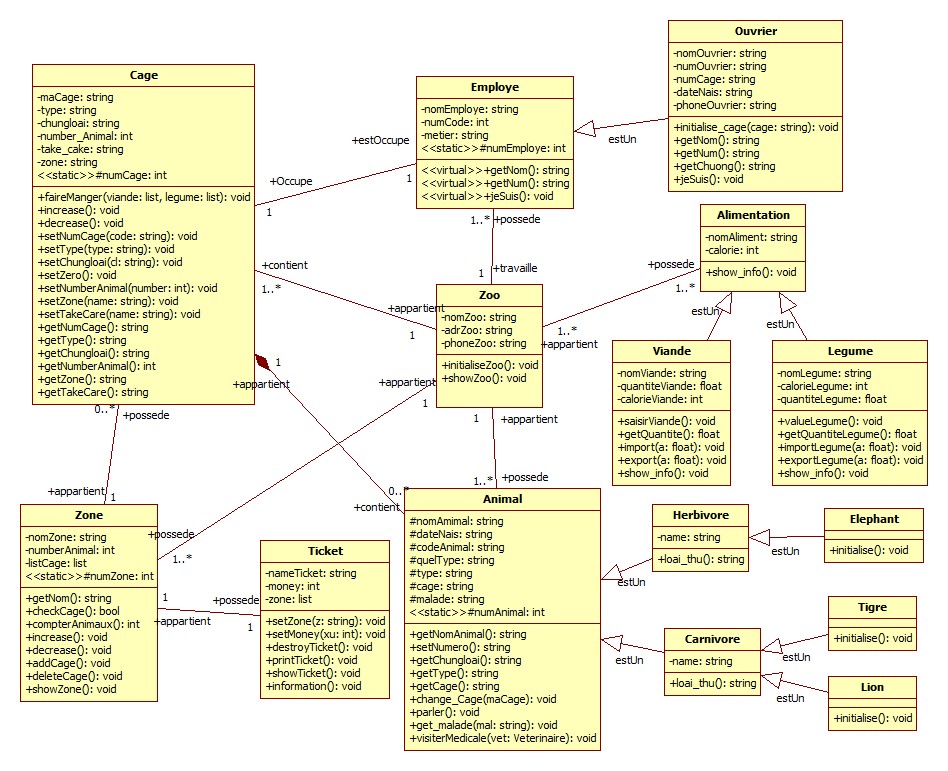 Cage
-maCage: string
-type: string
-chungloai: string
-number_Animal: int
-take_cake: string
-zone: string
<<static>>#numCage: int
+faireManger(viande: list, legume: list): void
+increase(): void
+decrease(): void
+setNumCage(code: string): void
+setType(type: string): void
+setChungloai(cl: string): void
+setZero(): void
+setNumberAnimal(number: int): void
+setZone(name: string): void
+setTakeCare(name: string): void
+getNumCage(): string
+getType(): string
+getChungloai(): string
+getNumberAnimal(): int
+getZone(): string
+getTakeCare(): string
Employe
-nomEmploye: string
-numCode: int
-metier: string
<<static>>#numEmploye: int
<<virtual>>+getNom(): string
<<virtual>>+getNum(): string
<<virtual>>+jeSuis(): void
Ouvrier
-nomOuvrier: string
-numOuvrier: string
-numCage: string
-dateNais: string
-phoneOuvrier: string
+initialise_cage(cage: string): void
+getNom(): string
+getNum(): string
+getChuong(): string
+jeSuis(): void
estUn
+estOccupe
1
+Occupe
1
1..*
+possede
1
+travaille
Alimentation
-nomAliment: string
-calorie: int
+show_info(): void
+possede
1..*
1..*
+appartient
estUn
estUn
+contient
1..*
+appartient
1
Zoo
-nomZoo: string
-adrZoo: string
-phoneZoo: string
+initialiseZoo(): void
+showZoo(): void
Viande
-nomViande: string
-quantiteViande: float
-calorieViande: int
+saisirViande(): void
+getQuantite(): float
+import(a: float): void
+export(a: float): void
+show_info(): void
Legume
-nomLegume: string
-calorieLegume: int
-quantiteLegume: float
+valueLegume(): void
+getQuantiteLegume(): float
+importLegume(a: float): void
+exportLegume(a: float): void
+show_info(): void
1
+appartient
+appartient
1
1
+appartient
1..*
+possede
0..*
+contient
0..*
+possede
+appartient
1
+possede
1..*
Zone
-nomZone: string
-numberAnimal: int
-listCage: list
<<static>>#numZone: int
+getNom(): string
+checkCage(): bool
+compterAnimaux(): int
+increase(): void
+decrease(): void
+addCage(): void
+deleteCage(): void
+showZone(): void
1
+appartient
+possede
1
Ticket
-nameTicket: string
-money: int
-zone: list
+setZone(z: string): void
+setMoney(xu: int): void
+destroyTicket(): void
+printTicket(): void
+showTicket(): void
+information(): void
Animal
#nomAmimal: string
#dateNais: string
#codeAnimal: string
#quelType: string
#type: string
#cage: string
#malade: string
<<static>>#numAnimal: int
+getNomAnimal(): string
+setNumero(): string
+getChungloai(): string
+getType(): string
+getCage(): string
+change_Cage(maCage): void
+parler(): void
+get_malade(mal: string): void
+visiterMedicale(vet: Veterinaire): void
Herbivore
-name: string
+loai_thu(): string
estUn
estUn
Elephant
+initialise(): void
Carnivore
-name: string
+loai_thu(): string
estUn
estUn
estUn
Tigre
+initialise(): void
Lion
+initialise(): void